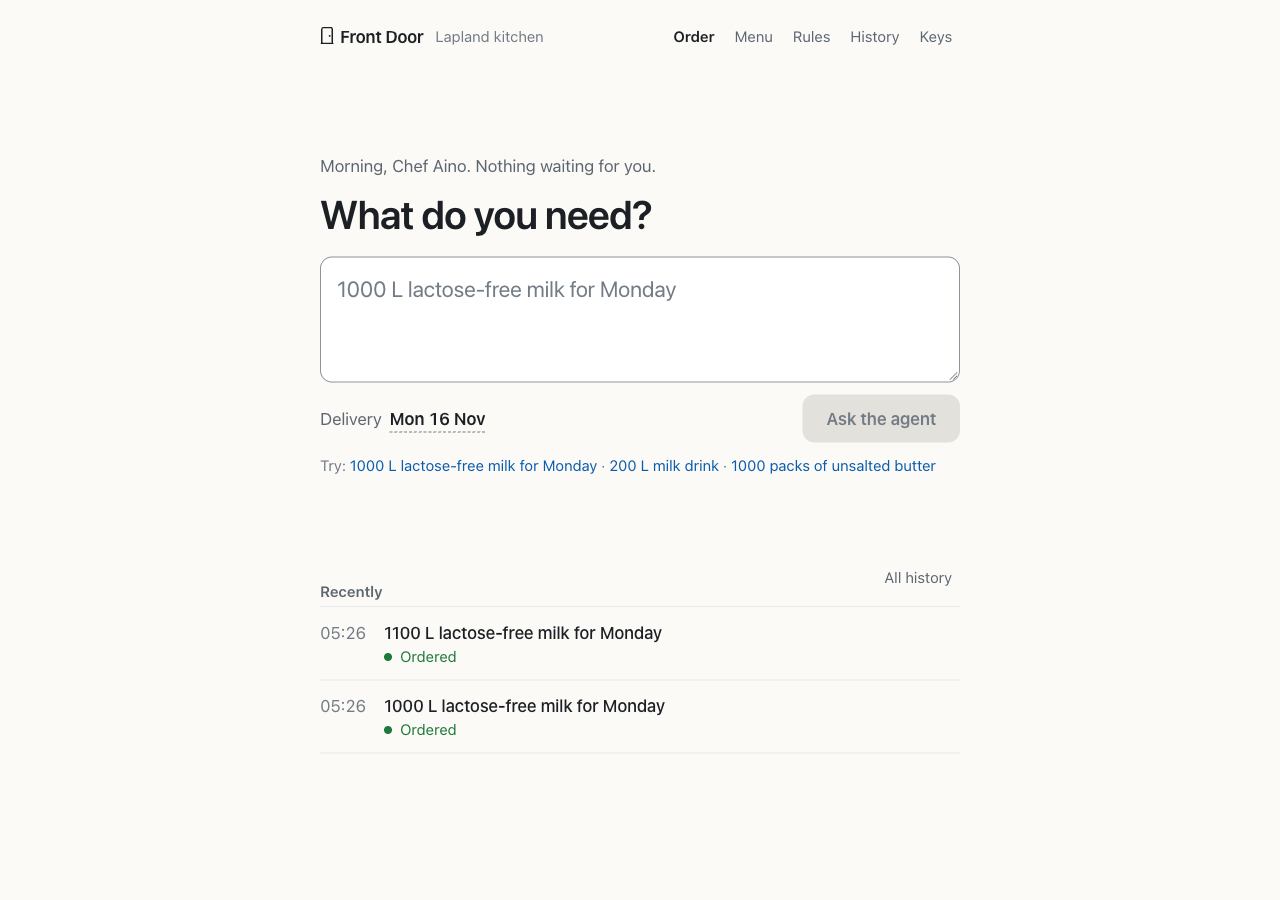 Front Door Lapland kitchen Order Menu Rules History Keys
Morning, Chef Aino. Nothing waiting for you.
What do you need?
1000 L lactose-free milk for Monday
Delivery Mon 16 Nov Ask the agent
Try: 1000 L lactose-free milk for Monday · 200 L milk drink · 1000 packs of unsalted butter
All history
Recently
05:26 1100 L lactose-free milk for Monday
Ordered
05:26 1000 L lactose-free milk for Monday
Ordered